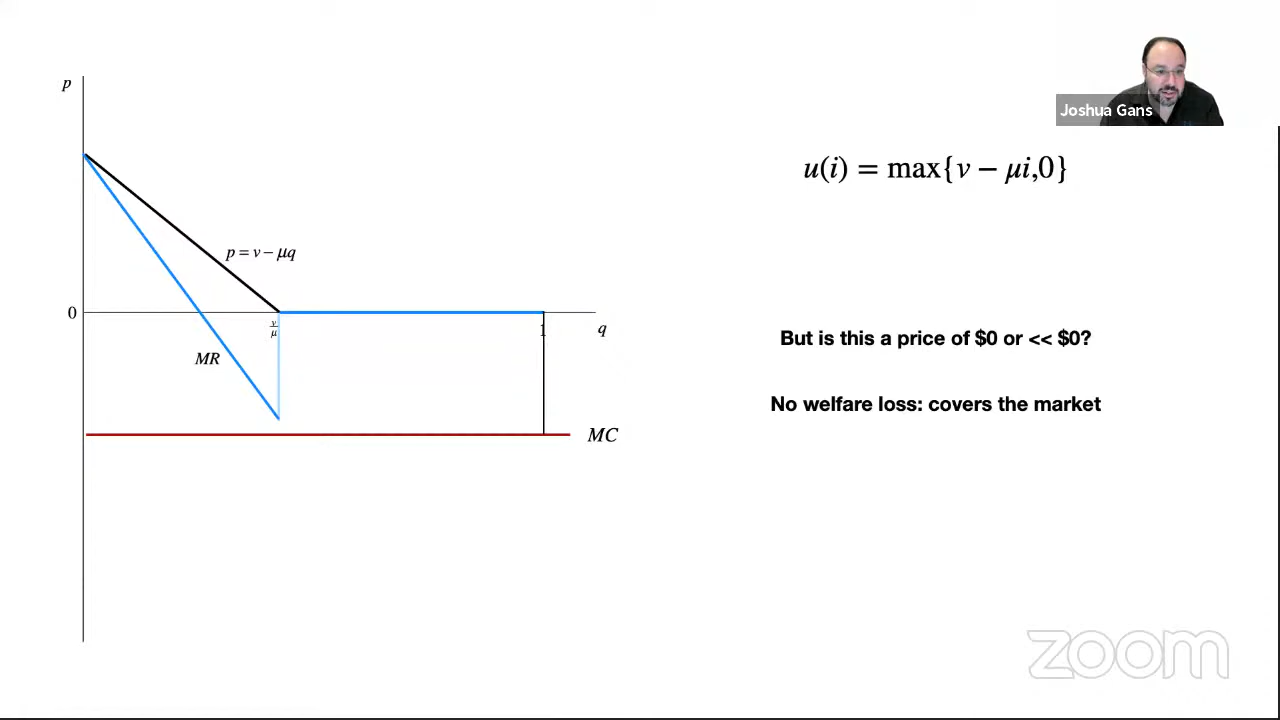 p
Joshua Gans
u(i) = max{v − μi,0}
p = v − μq
0
v/μ
1
q
But is this a price of $0 or << $0?
MR
No welfare loss: covers the market
MC
zoom